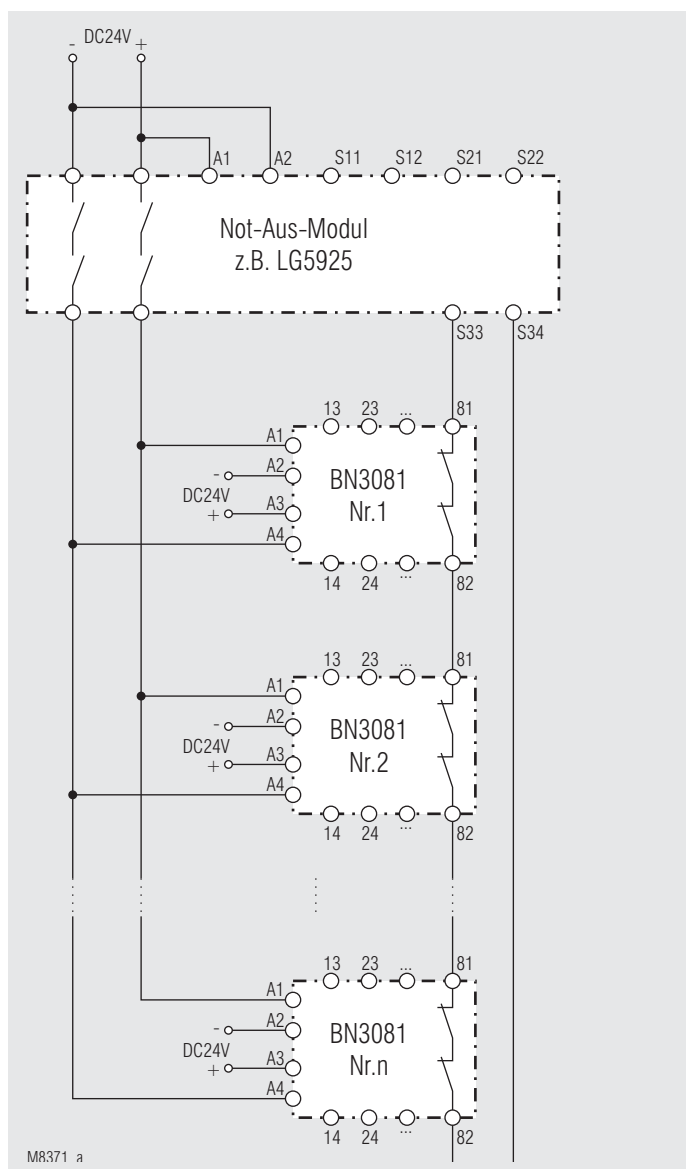 - DC24V +
A1 A2 S11 S12 S21 S22
Not-Aus-Modul
z.B. LG5925
S33 S34
13 23 ... 81
A1
BN3081
- A2
DC24V
Nr.1
+ A3
A4
14 24 ... 82
13 23 ... 81
A1
BN3081
- A2
DC24V
Nr.2
+ A3
A4
14 24 ... 82
13 23 ... 81
A1
BN3081
- A2
DC24V
Nr.n
+ A3
A4
14 24 ... 82
M8371_a